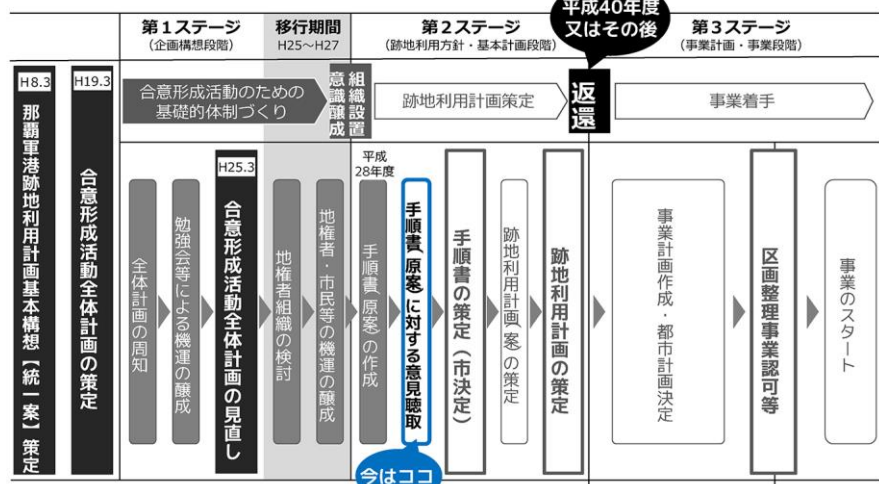 第1ステージ
(企画構想段階)
移行期間
H25～H27
第2ステージ
(跡地利用方針・基本計画段階)
平成40年度
又はその後
第3ステージ
(事業計画・事業段階)
H8.3
那覇軍港跡地利用計画基本構想【統一案】策定
H19.3
合意形成活動全体計画の策定
合意形成活動のための
基礎的体制づくり
意識醸成
組織設置
跡地利用計画策定
返還
事業着手
全体計画の周知
勉強会等による機運の醸成
H25.3
合意形成活動全体計画の見直し
地権者組織の検討
地権者・市民等の機運の醸成
平成
28年度
手順書(原案)の作成
手順書(原案)に対する意見聴取
今はココ
手順書の策定(市決定)
跡地利用計画(案)の策定
跡地利用計画の策定
事業計画作成・都市計画決定
区画整理事業認可等
事業のスタート